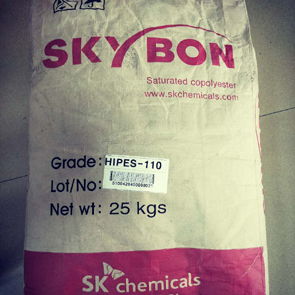 SKYBON
Saturated copolyester
www.skchemicals.com
Grade: HIPES-110
Lot/No:
Net wt: 25 kgs
SK chemicals